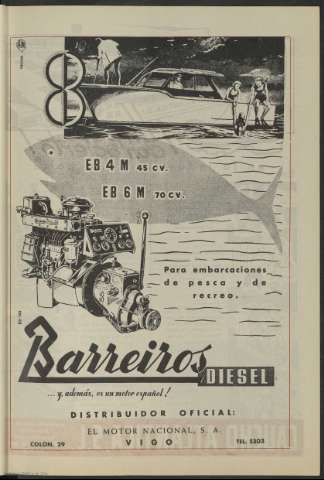 EB 4 M 45 CV.
EB 6 M 70 CV.
Para embarcaciones
de pesca y de
recreo.
Barreiros
DIESEL
...y, además, es un motor español!
DISTRIBUIDOR OFICIAL:
EL MOTOR NACIONAL, S. A.
COLON, 29 VIGO TEL. 5303